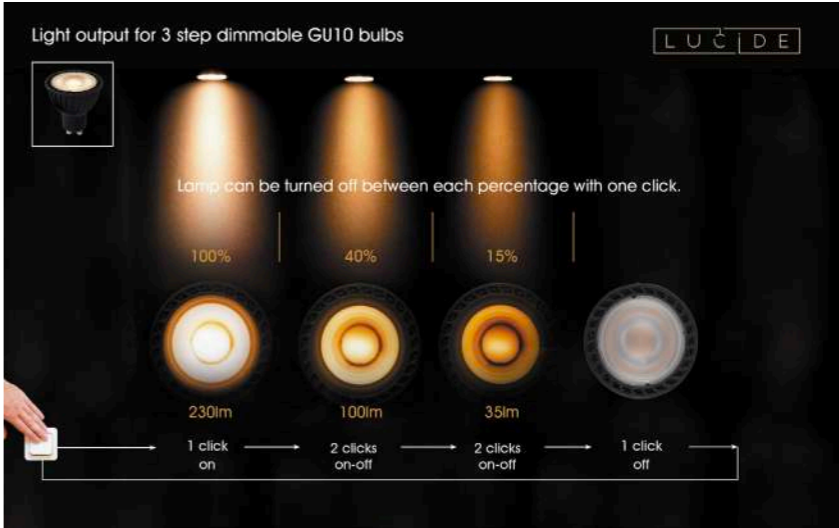 Light output for 3 step dimmable GU10 bulbs
LUCIDE
Lamp can be turned off between each percentage with one click.
100%
40%
15%
230lm
100lm
35lm
1 click
on
2 clicks
on-off
2 clicks
on-off
1 click
off